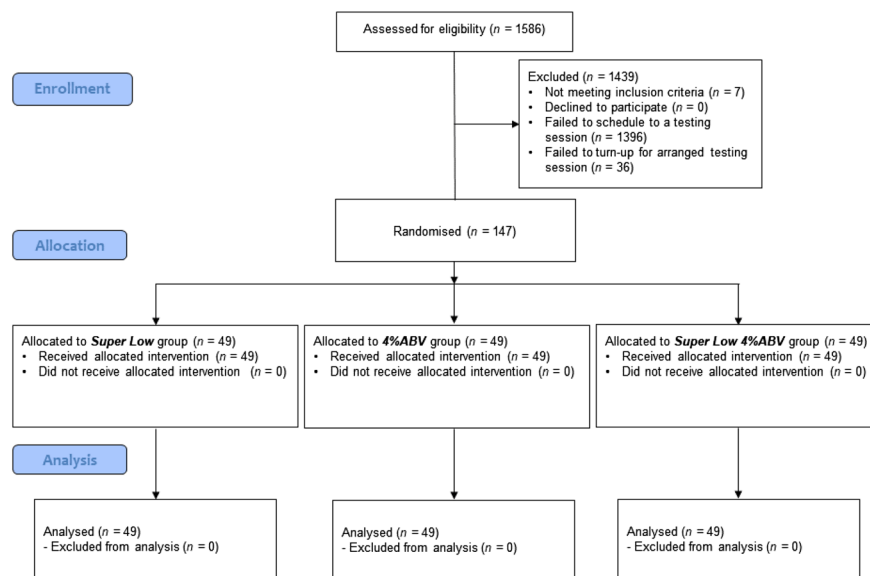 Assessed for eligibility (n = 1586)
Enrollment
Excluded (n = 1439)
• Not meeting inclusion criteria (n = 7)
• Declined to participate (n = 0)
• Failed to schedule to a testing
session (n = 1396)
• Failed to turn-up for arranged testing
session (n = 36)
Randomised (n = 147)
Allocation
Allocated to Super Low group (n = 49)
• Received allocated intervention (n = 49)
• Did not receive allocated intervention (n = 0)
Allocated to 4%ABV group (n = 49)
• Received allocated intervention (n = 49)
• Did not receive allocated intervention (n = 0)
Allocated to Super Low 4%ABV group (n = 49)
• Received allocated intervention (n = 49)
• Did not receive allocated intervention (n = 0)
Analysis
Analysed (n = 49)
- Excluded from analysis (n = 0)
Analysed (n = 49)
- Excluded from analysis (n = 0)
Analysed (n = 49)
- Excluded from analysis (n = 0)